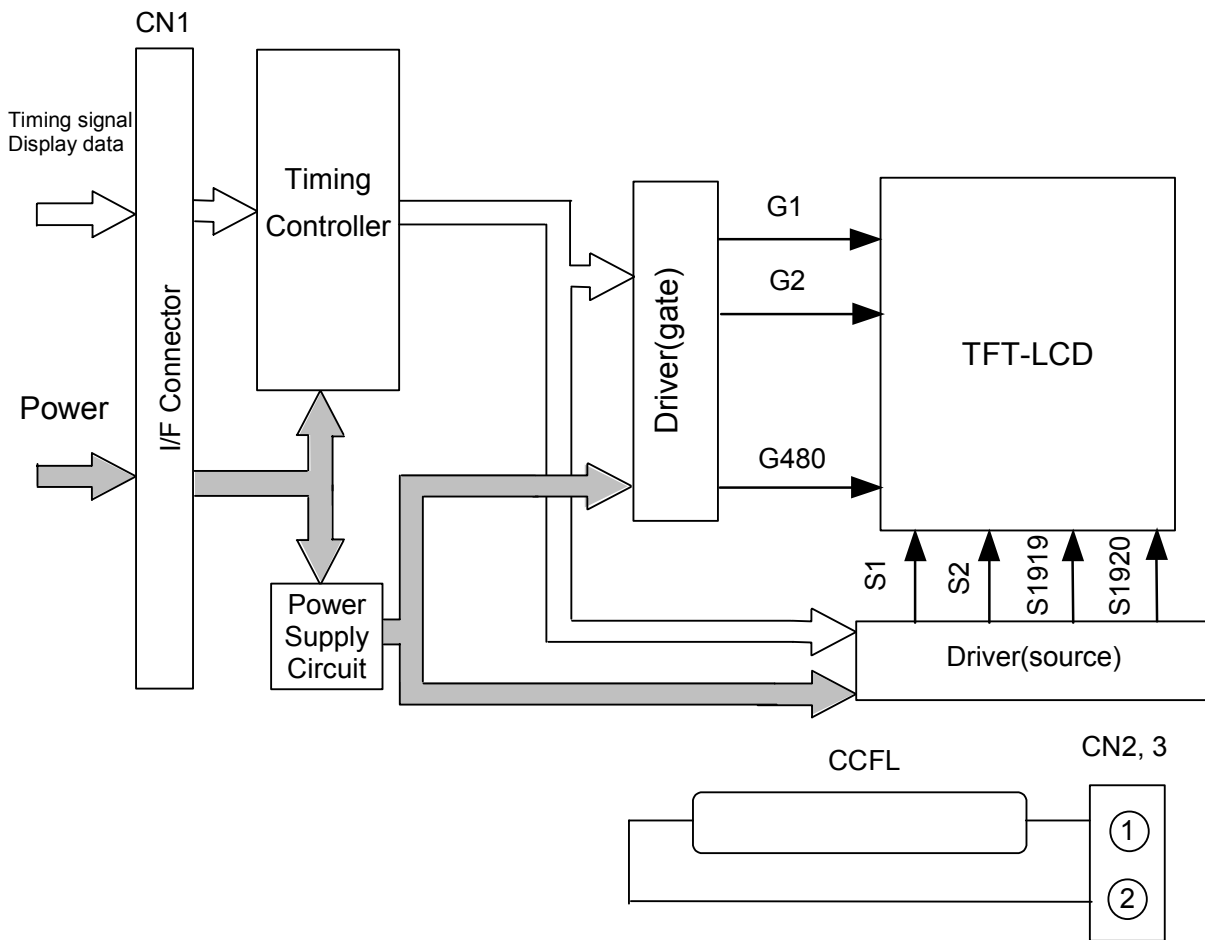 CN1
Timing signal
Display data
Timing
Controller
I/F Connector
Power
Driver(gate)
G1
G2
G480
TFT-LCD
S1
S2
S1919
S1920
Power
Supply
Circuit
Driver(source)
CCFL
CN2, 3
1
2